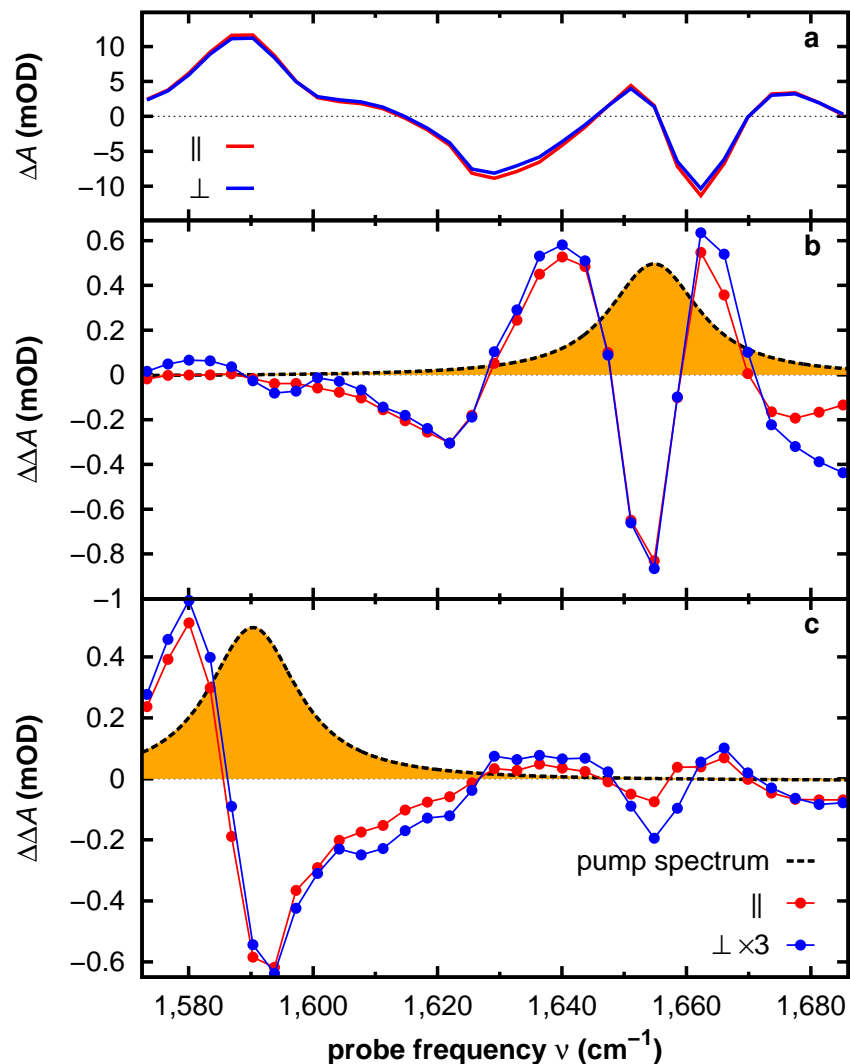 a
10
5
0
−5
−10
ΔA (mOD)
∥
⊥
b
0.6
0.4
0.2
0
−0.2
−0.4
−0.6
−0.8
−1
ΔΔA (mOD)
c
0.4
0.2
0
−0.2
−0.4
−0.6
ΔΔA (mOD)
pump spectrum
∥
⊥ ×3
1,580 1,600 1,620 1,640 1,660 1,680
probe frequency ν (cm⁻¹)